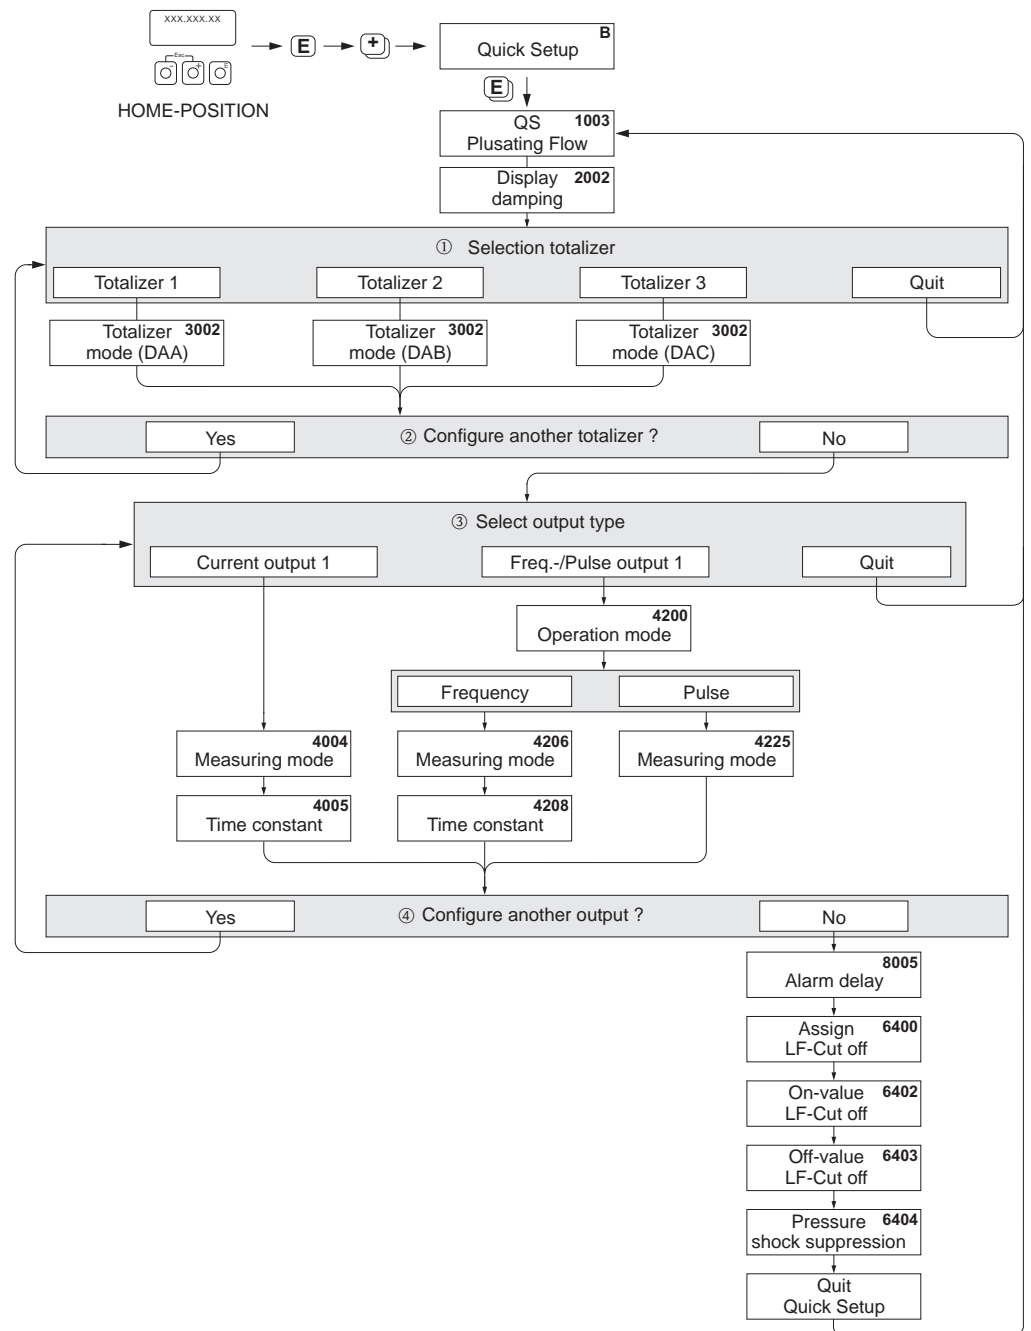 xxx.xxx.xx
Esc
-
+
E
E
+
B
Quick Setup
HOME-POSITION
E
QS 1003
Plusating Flow
Display 2002
damping
① Selection totalizer
Totalizer 1
Totalizer 2
Totalizer 3
Quit
Totalizer 3002
mode (DAA)
Totalizer 3002
mode (DAB)
Totalizer 3002
mode (DAC)
Yes
② Configure another totalizer ?
No
③ Select output type
Current output 1
Freq.-/Pulse output 1
Quit
4200
Operation mode
Frequency
Pulse
4004
Measuring mode
4206
Measuring mode
4225
Measuring mode
4005
Time constant
4208
Time constant
Yes
④ Configure another output ?
No
8005
Alarm delay
Assign 6400
LF-Cut off
On-value 6402
LF-Cut off
Off-value 6403
LF-Cut off
Pressure 6404
shock suppression
Quit
Quick Setup